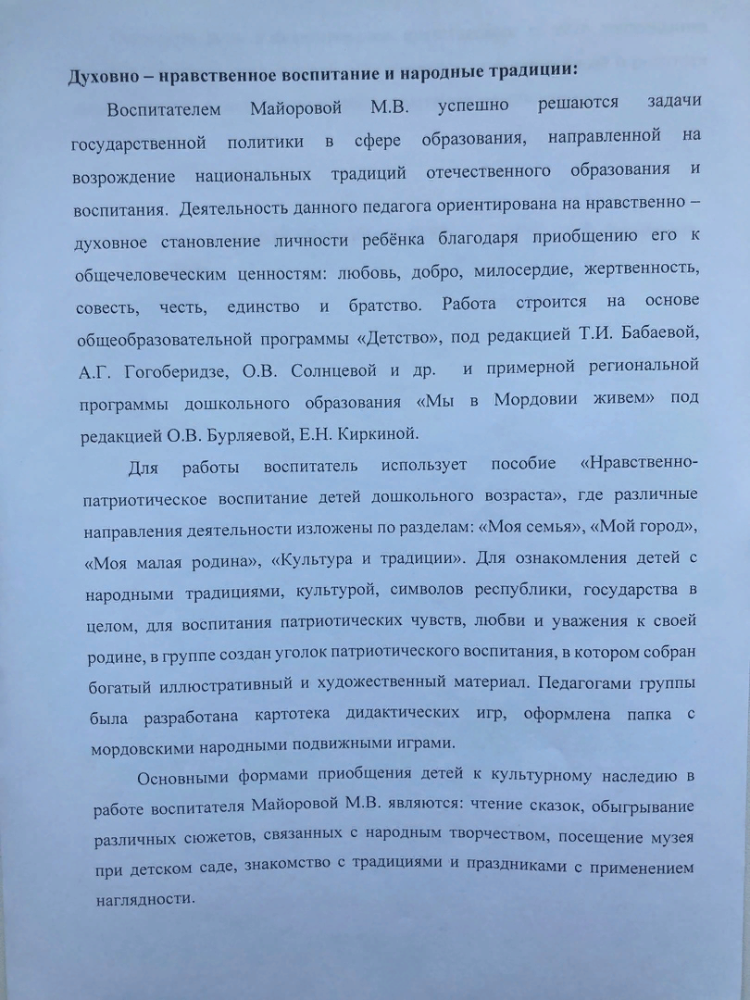 Духовно – нравственное воспитание и народные традиции:
Воспитателем Майоровой М.В. успешно решаются задачи
государственной политики в сфере образования, направленной на
возрождение национальных традиций отечественного образования и
воспитания. Деятельность данного педагога ориентирована на нравственно –
духовное становление личности ребёнка благодаря приобщению его к
общечеловеческим ценностям: любовь, добро, милосердие, жертвенность,
совесть, честь, единство и братство. Работа строится на основе
общеобразовательной программы «Детство», под редакцией Т.И. Бабаевой,
А.Г. Гогоберидзе, О.В. Солнцевой и др. и примерной региональной
программы дошкольного образования «Мы в Мордовии живем» под
редакцией О.В. Бурляевой, Е.Н. Киркиной.
Для работы воспитатель использует пособие «Нравственно-
патриотическое воспитание детей дошкольного возраста», где различные
направления деятельности изложены по разделам: «Моя семья», «Мой город»,
«Моя малая родина», «Культура и традиции». Для ознакомления детей с
народными традициями, культурой, символов республики, государства в
целом, для воспитания патриотических чувств, любви и уважения к своей
родине, в группе создан уголок патриотического воспитания, в котором собран
богатый иллюстративный и художественный материал. Педагогами группы
была разработана картотека дидактических игр, оформлена папка с
мордовскими народными подвижными играми.
Основными формами приобщения детей к культурному наследию в
работе воспитателя Майоровой М.В. являются: чтение сказок, обыгрывание
различных сюжетов, связанных с народным творчеством, посещение музея
при детском саде, знакомство с традициями и праздниками с применением
наглядности.